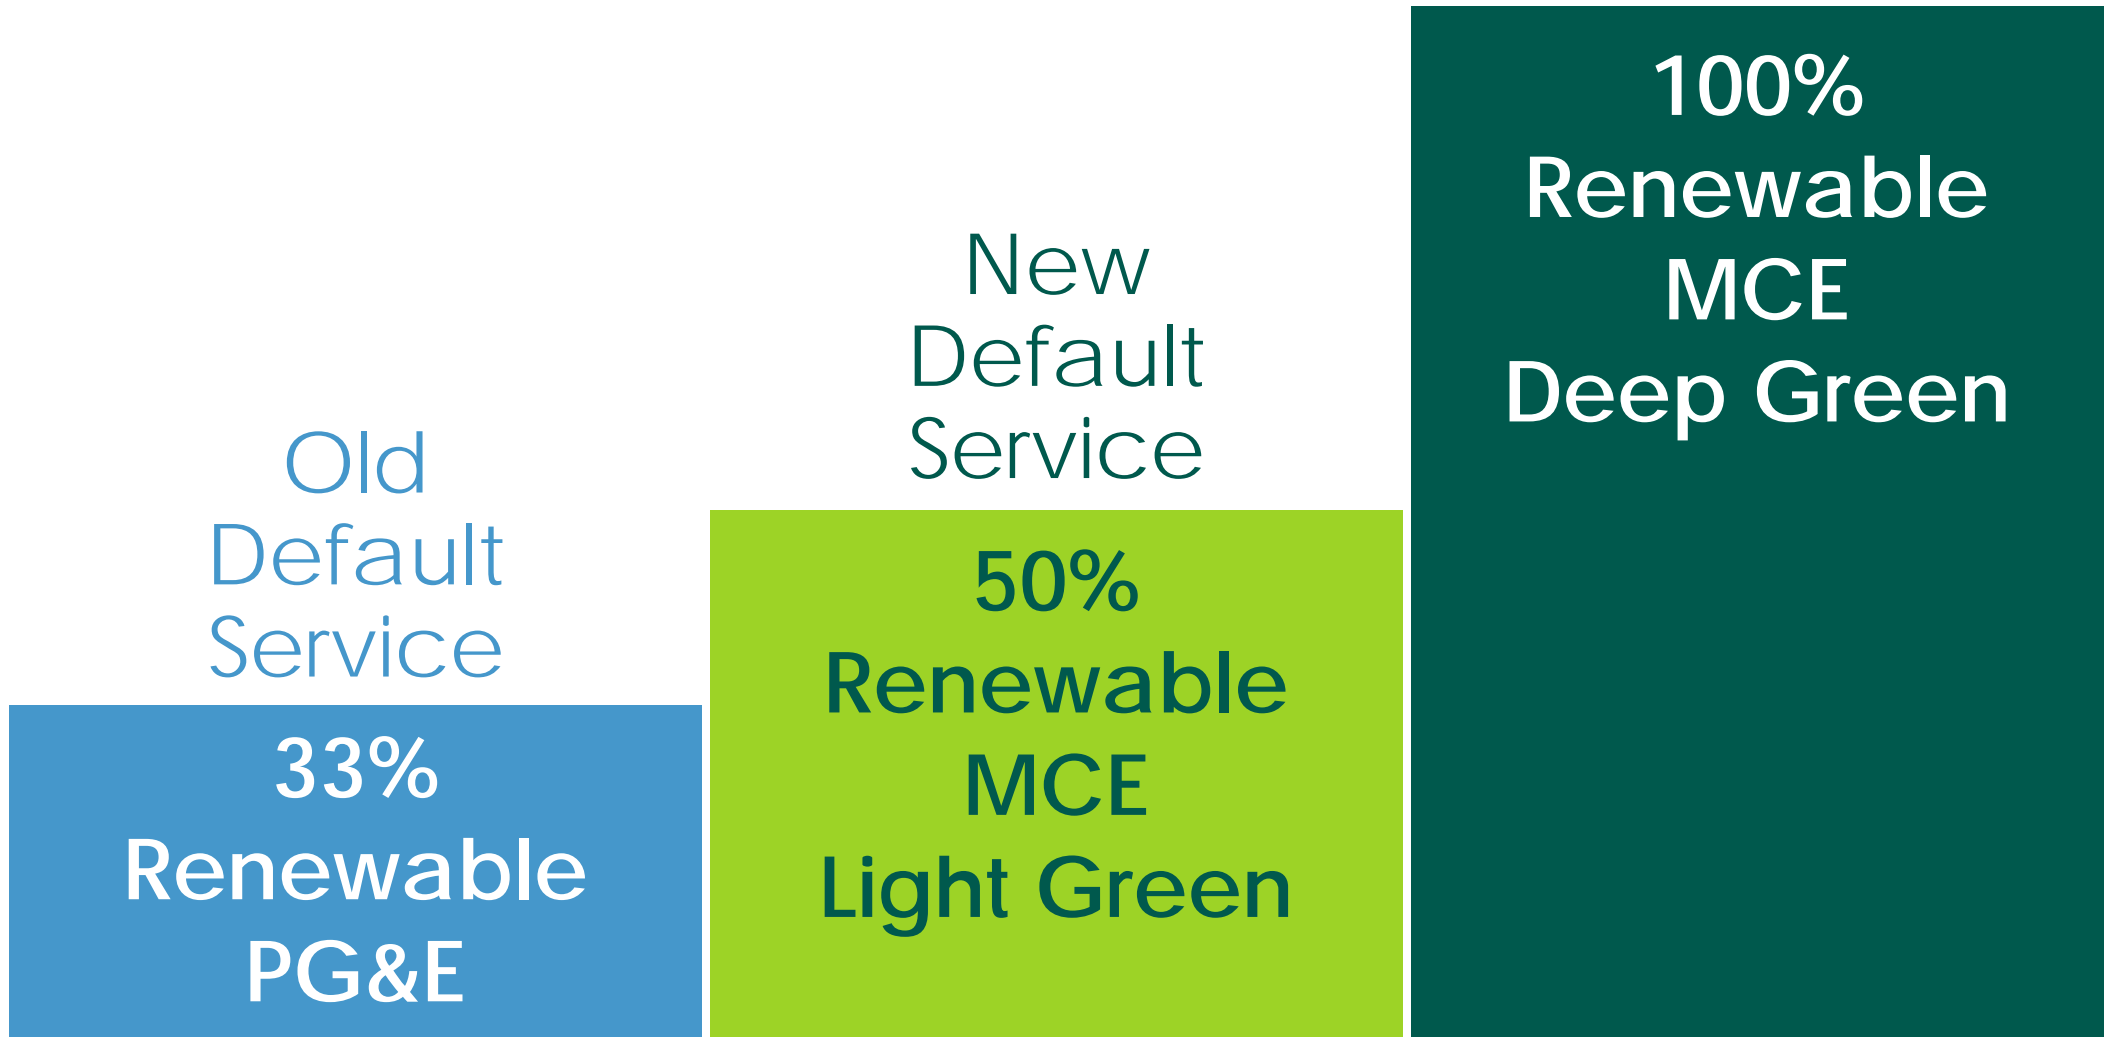 Old
Default
Service
33%
Renewable
PG&E
New
Default
Service
50%
Renewable
MCE
Light Green
100%
Renewable
MCE
Deep Green